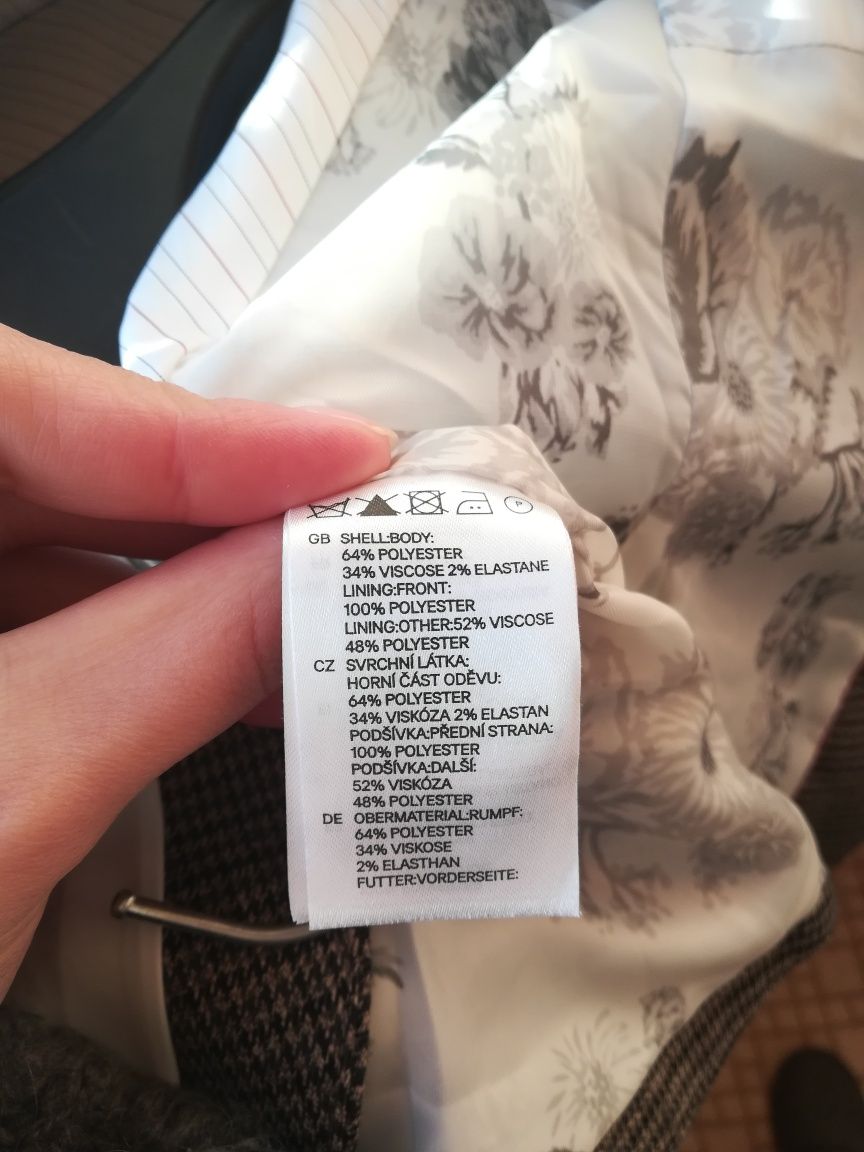 P
GB SHELL:BODY:
64% POLYESTER
34% VISCOSE 2% ELASTANE
LINING:FRONT:
100% POLYESTER
LINING:OTHER:52% VISCOSE
48% POLYESTER
CZ SVRCHNÍ LÁTKA:
HORNÍ ČÁST ODĚVU:
64% POLYESTER
34% VISKÓZA 2% ELASTAN
PODŠÍVKA:PŘEDNÍ STRANA:
100% POLYESTER
PODŠÍVKA:DALŠÍ:
52% VISKÓZA
48% POLYESTER
DE OBERMATERIAL:RUMPF:
64% POLYESTER
34% VISKOSE
2% ELASTHAN
FUTTER:VORDERSEITE: